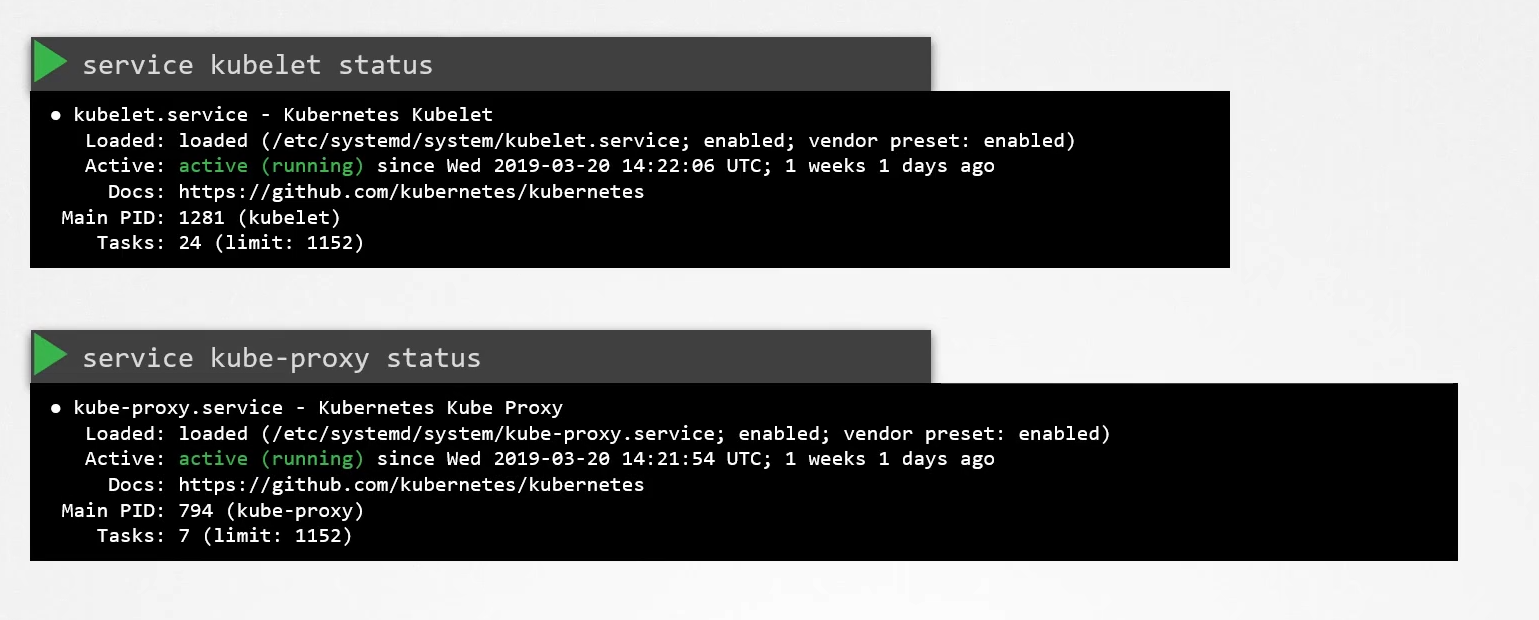 service kubelet status
● kubelet.service - Kubernetes Kubelet
Loaded: loaded (/etc/systemd/system/kubelet.service; enabled; vendor preset: enabled)
Active: active (running) since Wed 2019-03-20 14:22:06 UTC; 1 weeks 1 days ago
Docs: https://github.com/kubernetes/kubernetes
Main PID: 1281 (kubelet)
Tasks: 24 (limit: 1152)
service kube-proxy status
● kube-proxy.service - Kubernetes Kube Proxy
Loaded: loaded (/etc/systemd/system/kube-proxy.service; enabled; vendor preset: enabled)
Active: active (running) since Wed 2019-03-20 14:21:54 UTC; 1 weeks 1 days ago
Docs: https://github.com/kubernetes/kubernetes
Main PID: 794 (kube-proxy)
Tasks: 7 (limit: 1152)